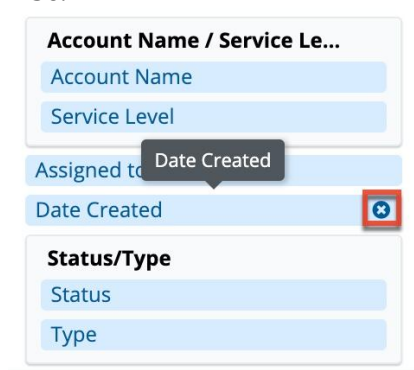 Account Name / Service Le...
Account Name
Service Level
Assigned to
Date Created
Date Created
Status/Type
Status
Type